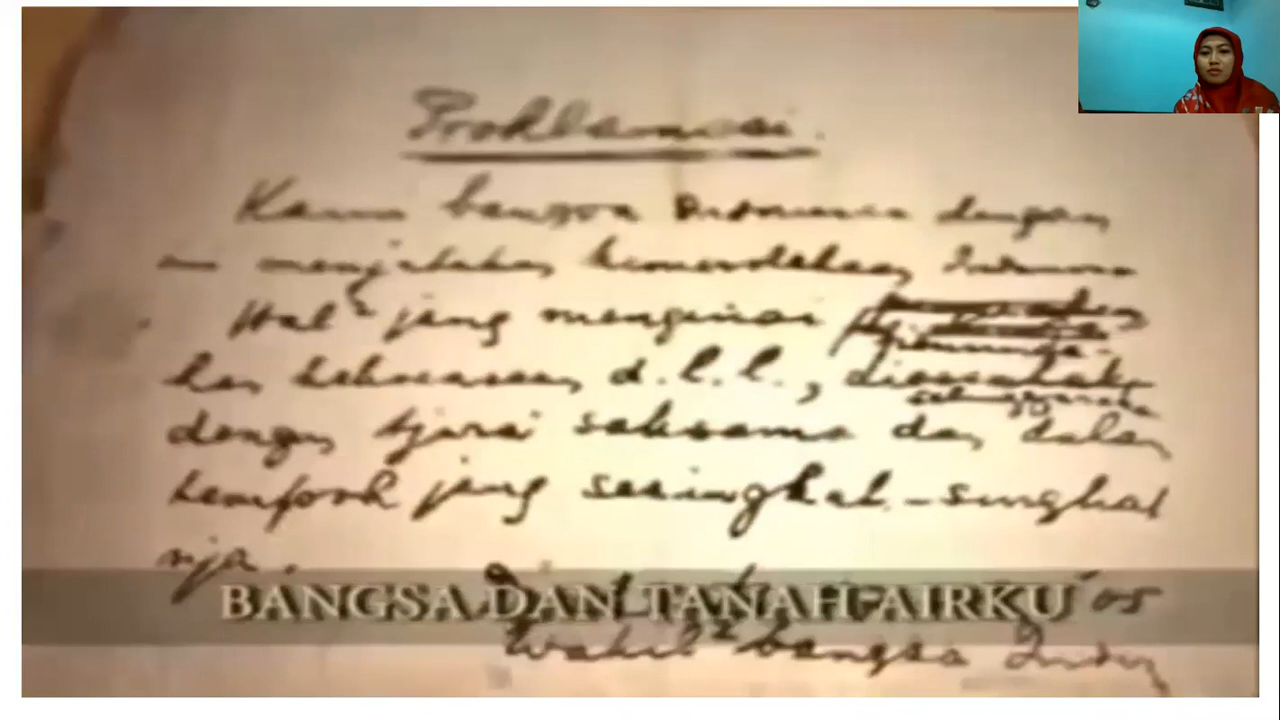 Proklamasi.
Kami bangsa Indonesia dengan
menjatakan kemerdekaan Indonesia
Hal² jang mengenai
kekoeasaan d.l.l.,
dengan tjara saksama dan dalam
tempoh jang sesingkat-singkat
nja.
BANGSA DAN TANAH AIRKU
'05
Wakil² bangsa Indon